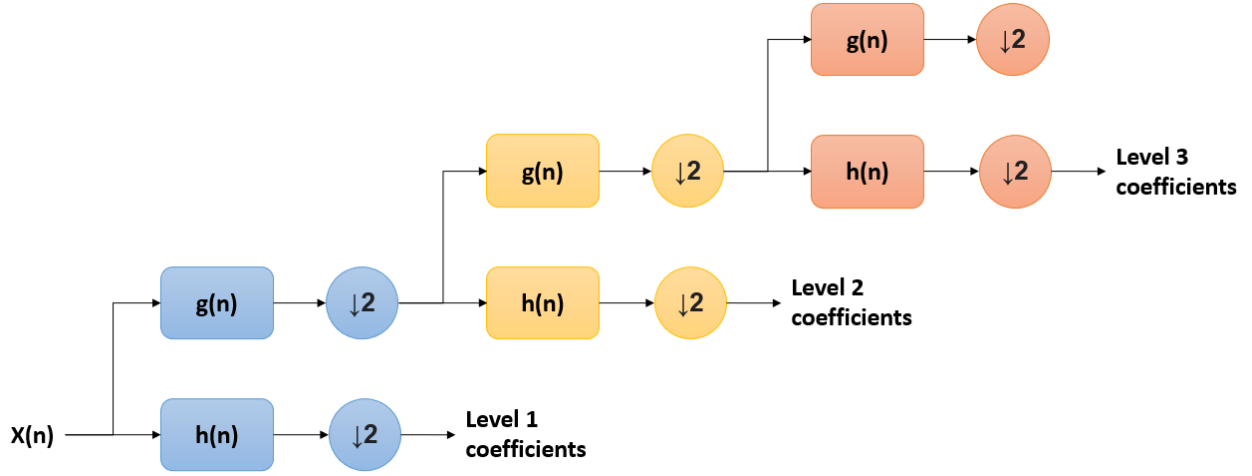 g(n)
↓2
g(n)
↓2
h(n)
↓2
Level 3
coefficients
g(n)
↓2
h(n)
↓2
Level 2
coefficients
X(n)
h(n)
↓2
Level 1
coefficients